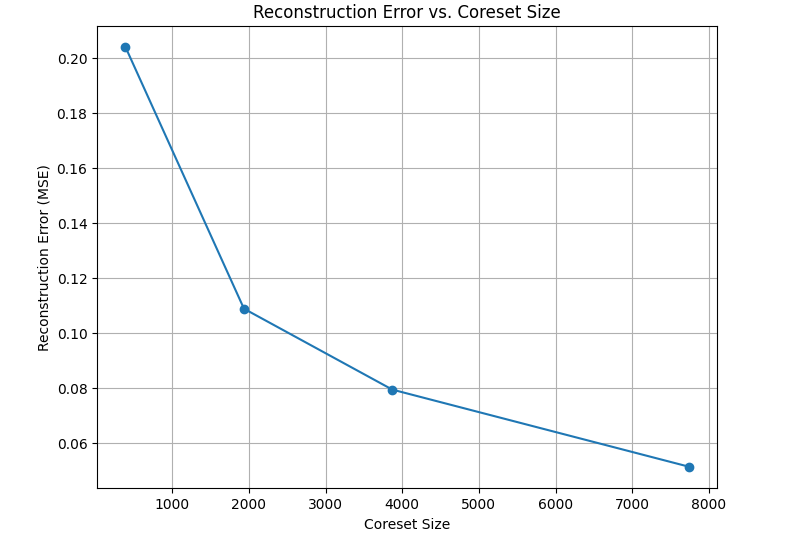 Reconstruction Error vs. Coreset Size
Reconstruction Error (MSE)
0.20
0.18
0.16
0.14
0.12
0.10
0.08
0.06
1000 2000 3000 4000 5000 6000 7000 8000
Coreset Size